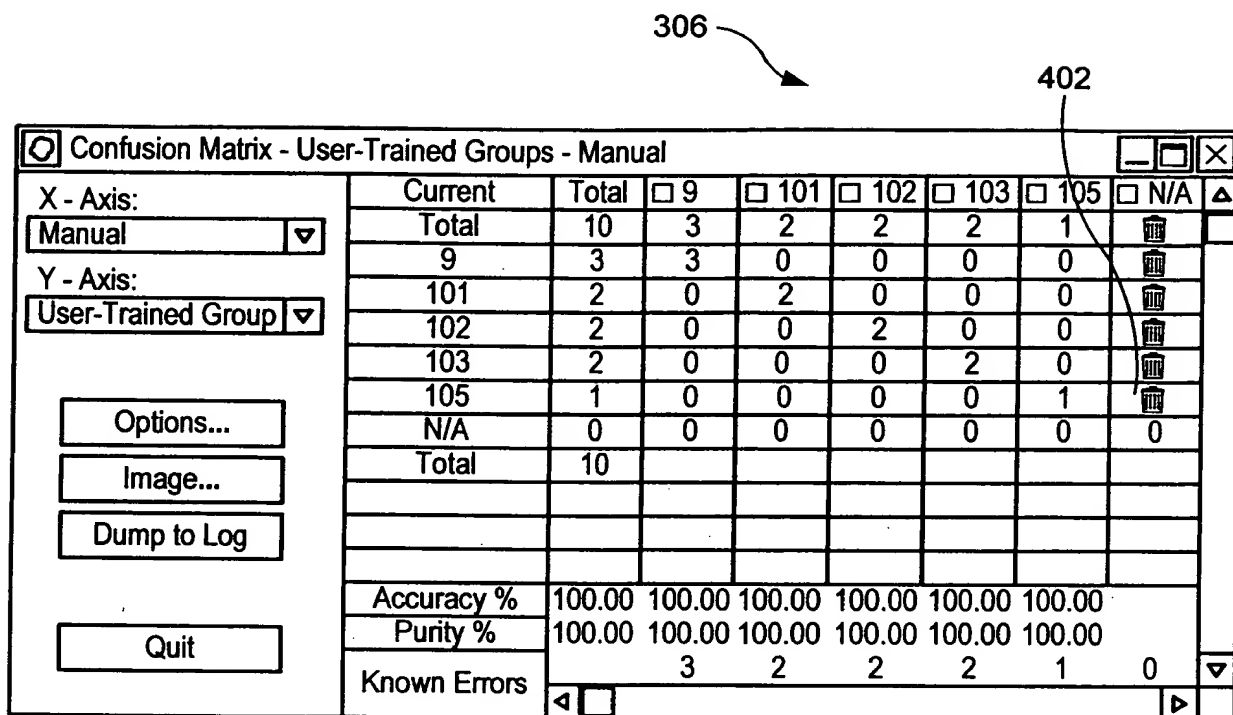 306
402
Confusion Matrix - User-Trained Groups - Manual
X - Axis:
Manual
Y - Axis:
User-Trained Group
Options...
Image...
Dump to Log
Quit
Current Total 9 101 102 103 105 N/A
Total 10 3 2 2 2 1
9 3 3 0 0 0 0
101 2 0 2 0 0 0
102 2 0 0 2 0 0
103 2 0 0 0 2 0
105 1 0 0 0 0 1
N/A 0 0 0 0 0 0 0
Total 10
Accuracy % 100.00 100.00 100.00 100.00 100.00 100.00
Purity % 100.00 100.00 100.00 100.00 100.00 100.00
Known Errors 3 2 2 2 1 0